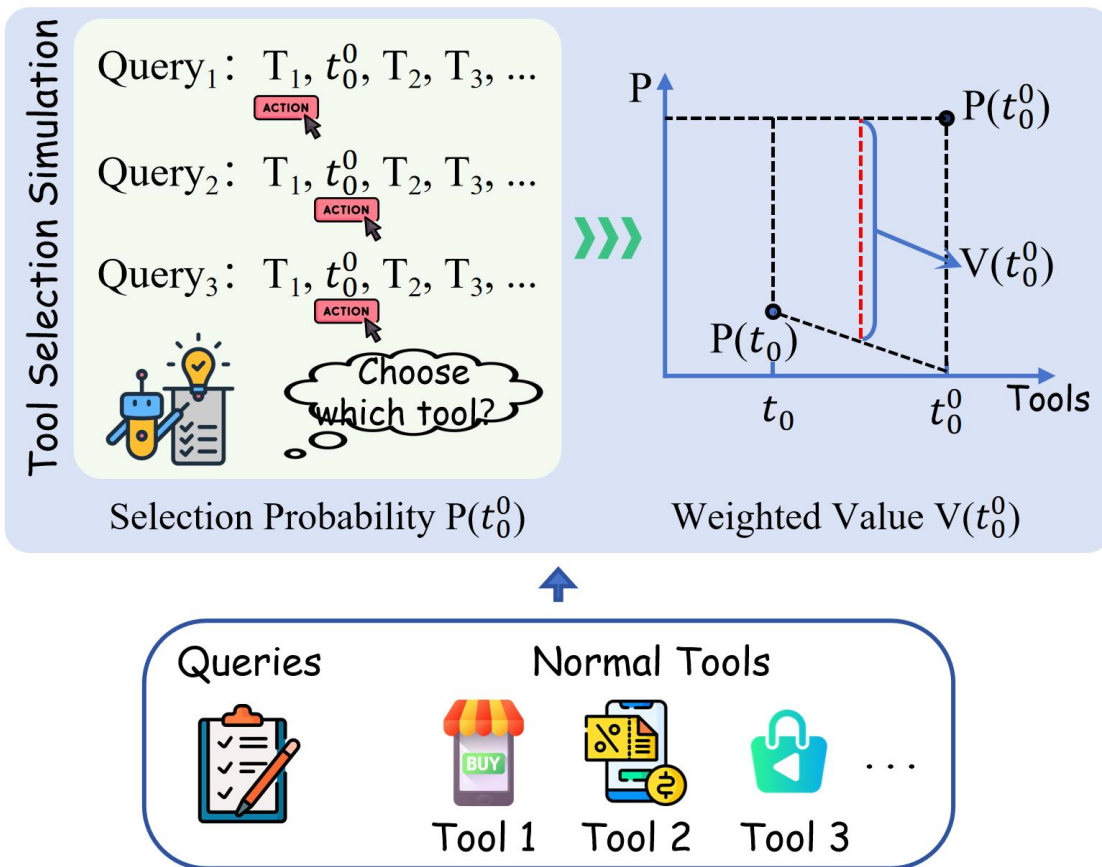 Tool Selection Simulation
Query₁: T₁, t₀⁰, T₂, T₃, ...
ACTION
Query₂: T₁, t₀⁰, T₂, T₃, ...
ACTION
Query₃: T₁, t₀⁰, T₂, T₃, ...
ACTION
Choose
which tool?
Selection Probability P(t₀⁰)
P
P(t₀⁰)
V(t₀⁰)
P(t₀)
t₀
t₀⁰
Tools
Weighted Value V(t₀⁰)
Queries
Normal Tools
BUY
%
$
...
Tool 1
Tool 2
Tool 3